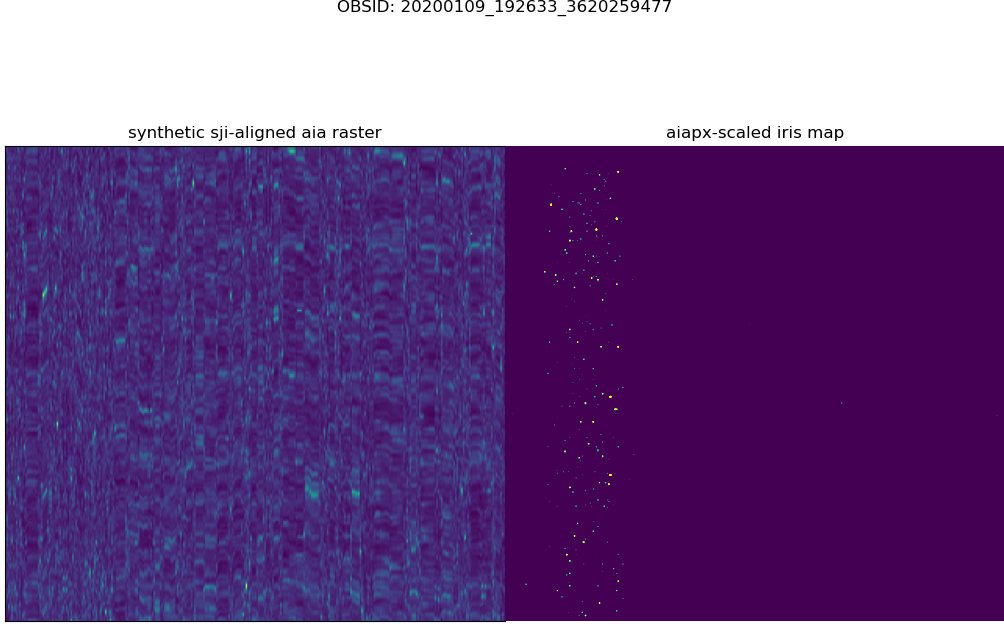 OBSID: 20200109_192633_3620259477
synthetic sji-aligned aia raster
aiapx-scaled iris map